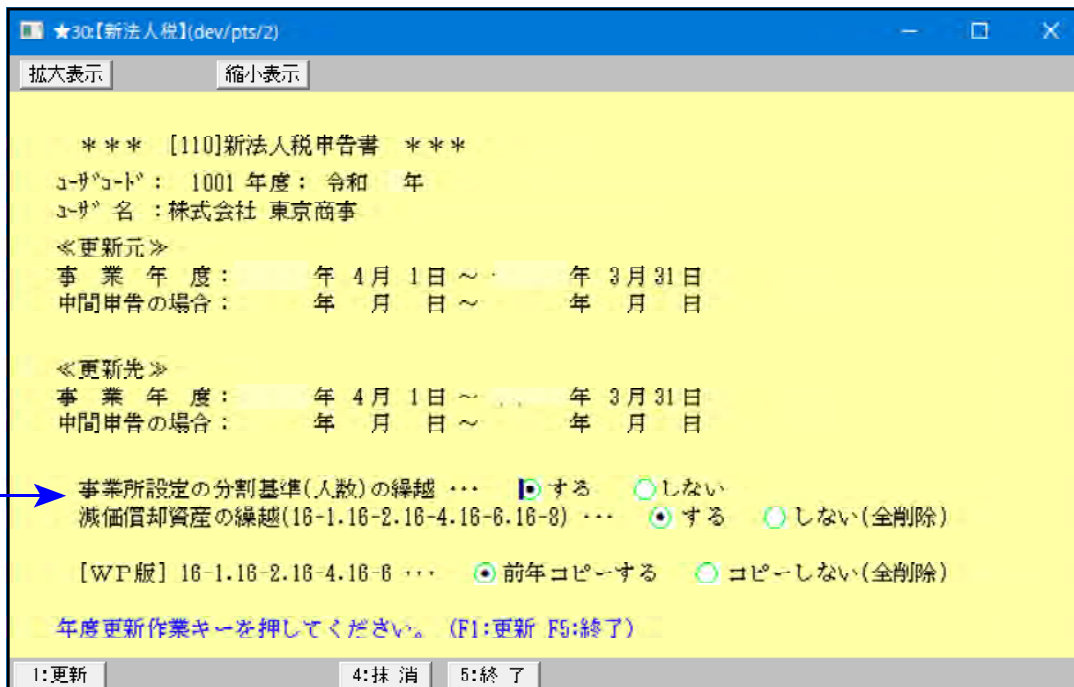 ★30:【新法人税】(dev/pts/2)
拡大表示 縮小表示
＊＊＊ [110]新法人税申告書 ＊＊＊
ﾕｰｻﾞｺｰﾄﾞ： 1001 年度： 令和 年
ﾕｰｻﾞ 名 ：株式会社 東京商事
≪更新元≫
事 業 年 度： 年 4月 1日 ～ 年 3月31日
中間申告の場合： 年 月 日 ～ 年 月 日
≪更新先≫
事 業 年 度： 年 4月 1日 ～ 年 3月31日
中間申告の場合： 年 月 日 ～ 年 月 日
事業所設定の分割基準(人数)の繰越 … する しない
減価償却資産の繰越(16-1.16-2.16-4.16-6.16-8) … する しない(全削除)
[WP版] 16-1.16-2.16-4.16-6 … 前年コピーする コピーしない(全削除)
年度更新作業キーを押してください。 (F1:更新 F5:終了)
1:更新 4:抹 消 5:終 了